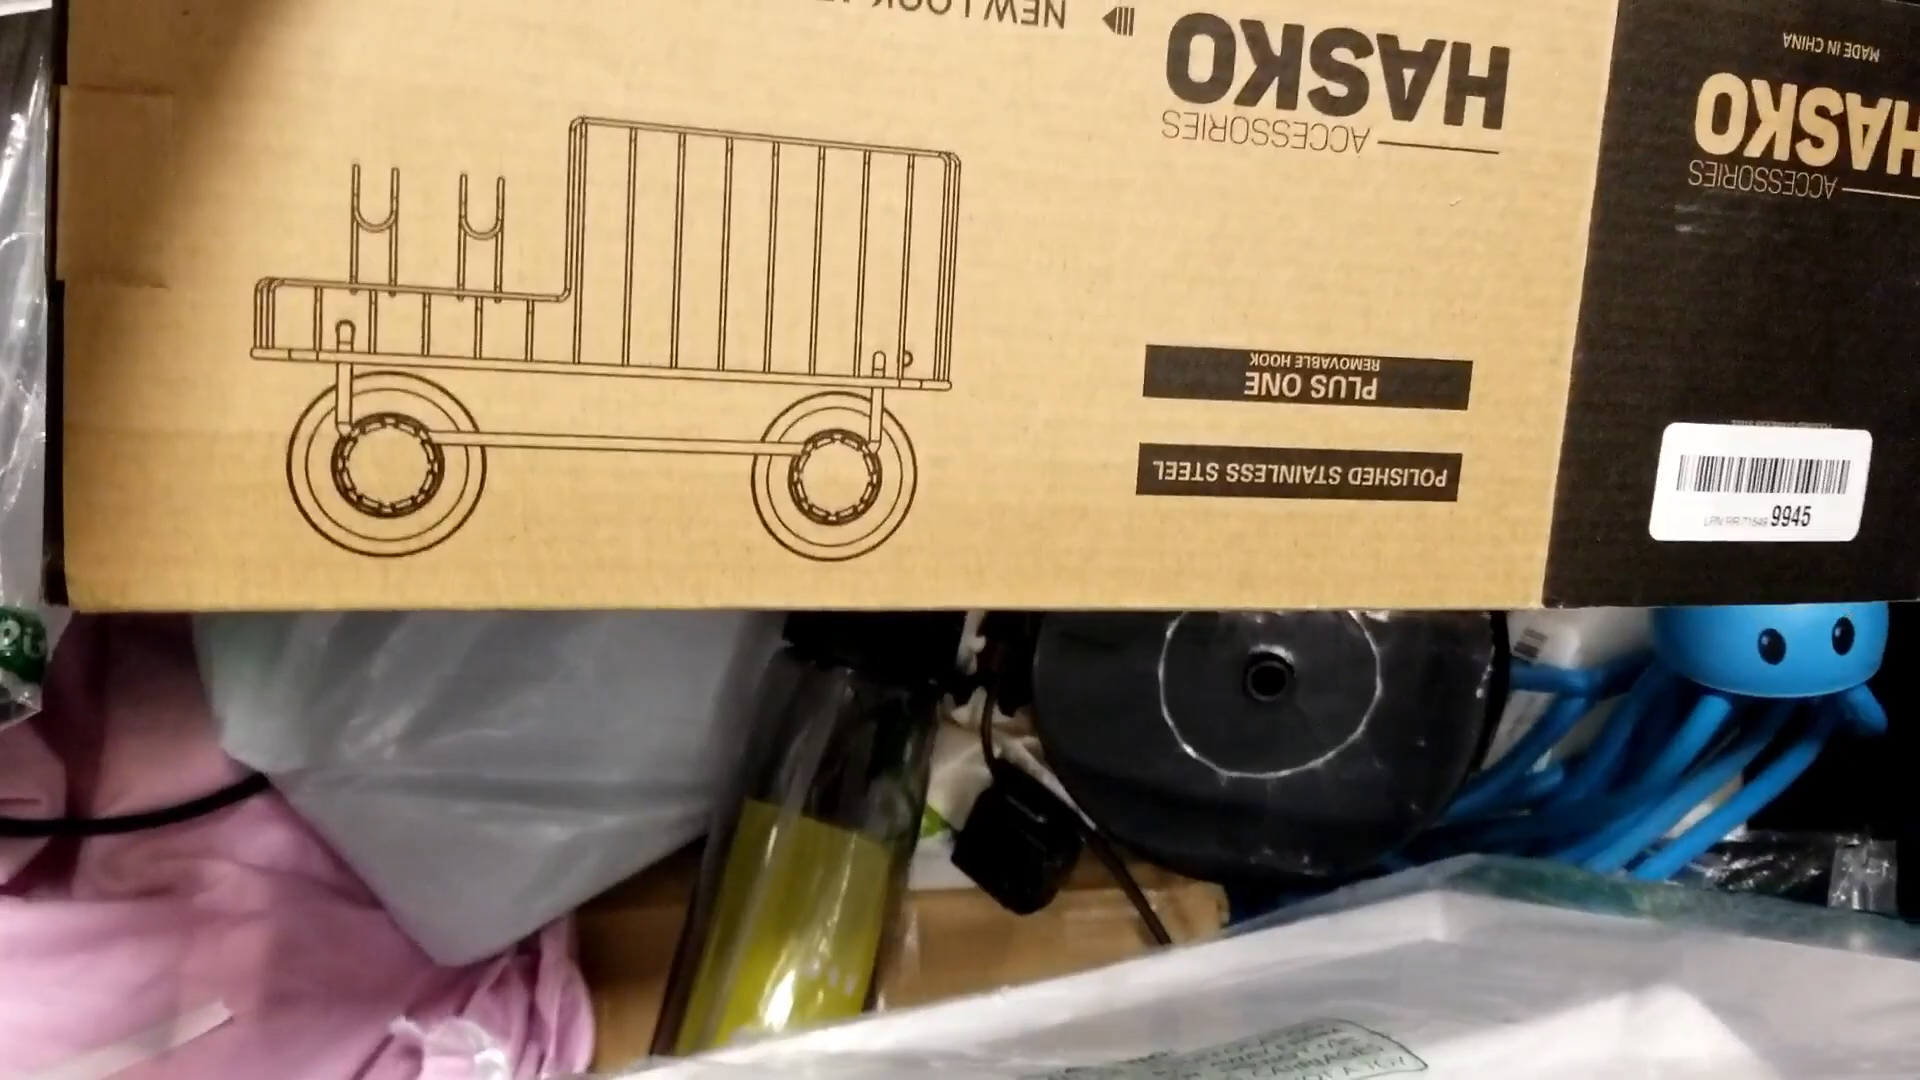 NEW LOOK
HASKO
ACCESSORIES
PLUS ONE
REMOVABLE HOOK
POLISHED STAINLESS STEEL
MADE IN CHINA
HASKO
ACCESSORIES
9945